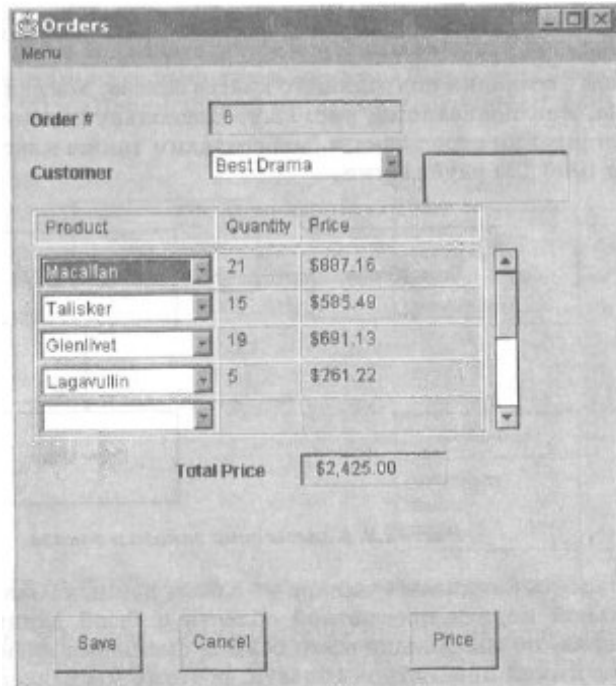 Orders
Menu
Order # 6
Customer Best Drama
Product Quantity Price
Macallan 21 $887.16
Talisker 15 $585.49
Glenlivet 19 $691.13
Lagavullin 5 $261.22
Total Price $2,425.00
Save Cancel Price